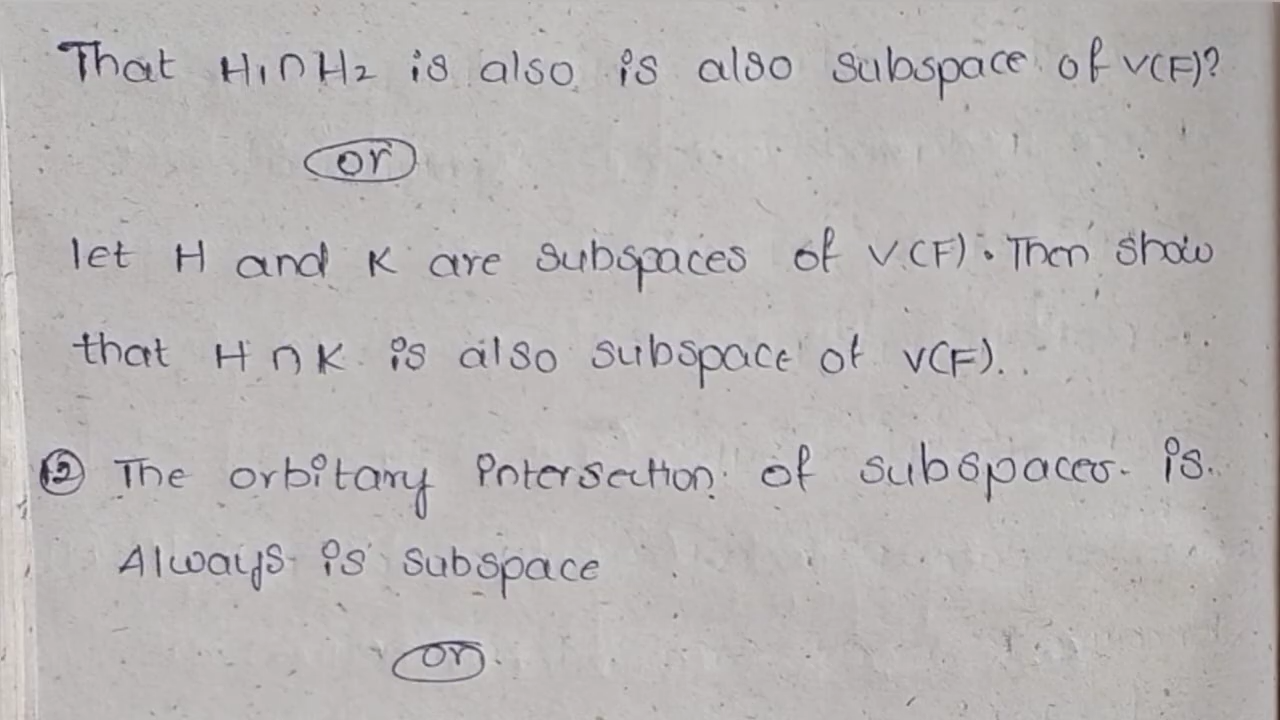 That H₁∩H₂ is also is also subspace of V(F)?
or
let H and K are subspaces of V(F). Then show
that H∩K is also subspace of V(F).
② The orbitary intersection of subspaces is
Always is subspace
or